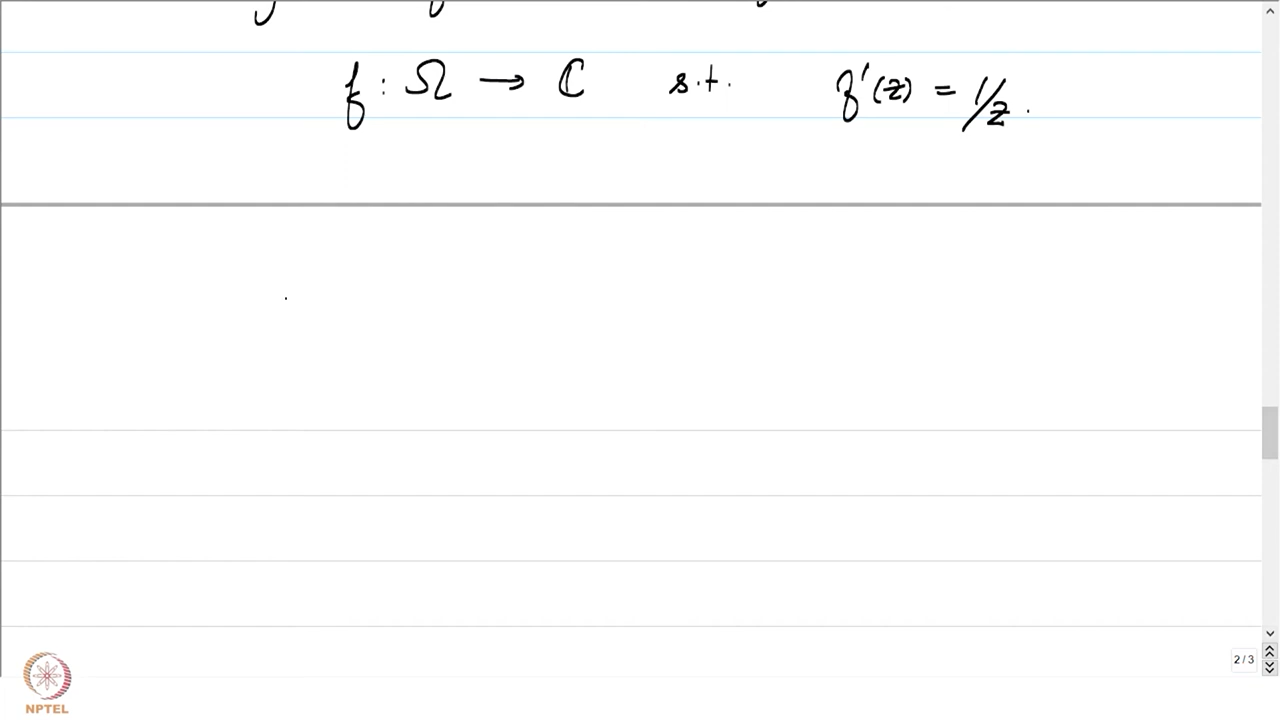 f : Ω → ℂ s.t. f'(z) = 1/z.
2 / 3
NPTEL